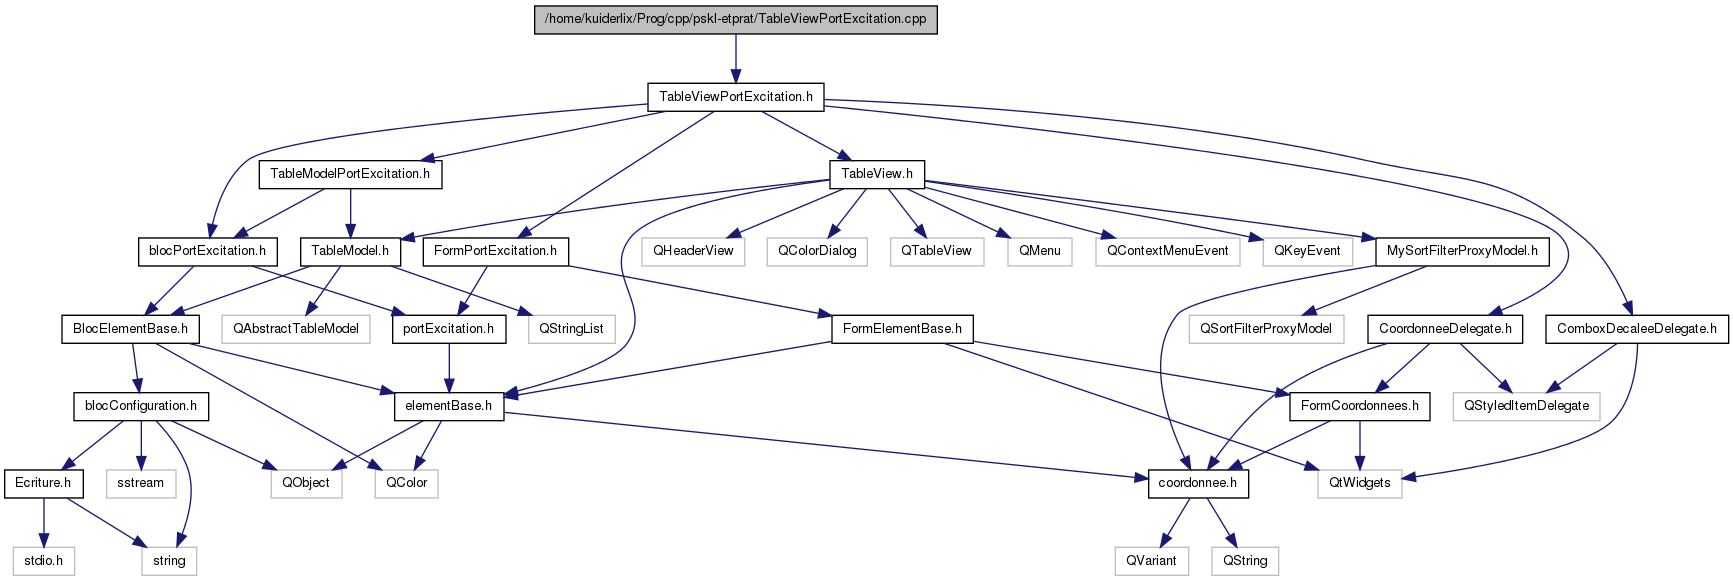 /home/kuiderlix/Prog/cpp/pskl-etprat/TableViewPortExcitation.cpp
TableViewPortExcitation.h
TableModelPortExcitation.h
TableView.h
blocPortExcitation.h
TableModel.h
FormPortExcitation.h
QHeaderView
QColorDialog
QTableView
QMenu
QContextMenuEvent
QKeyEvent
MySortFilterProxyModel.h
BlocElementBase.h
QAbstractTableModel
portExcitation.h
QStringList
FormElementBase.h
QSortFilterProxyModel
CoordonneeDelegate.h
ComboxDecaleeDelegate.h
blocConfiguration.h
elementBase.h
FormCoordonnees.h
QStyledItemDelegate
Ecriture.h
sstream
QObject
QColor
coordonnee.h
QtWidgets
stdio.h
string
QVariant
QString